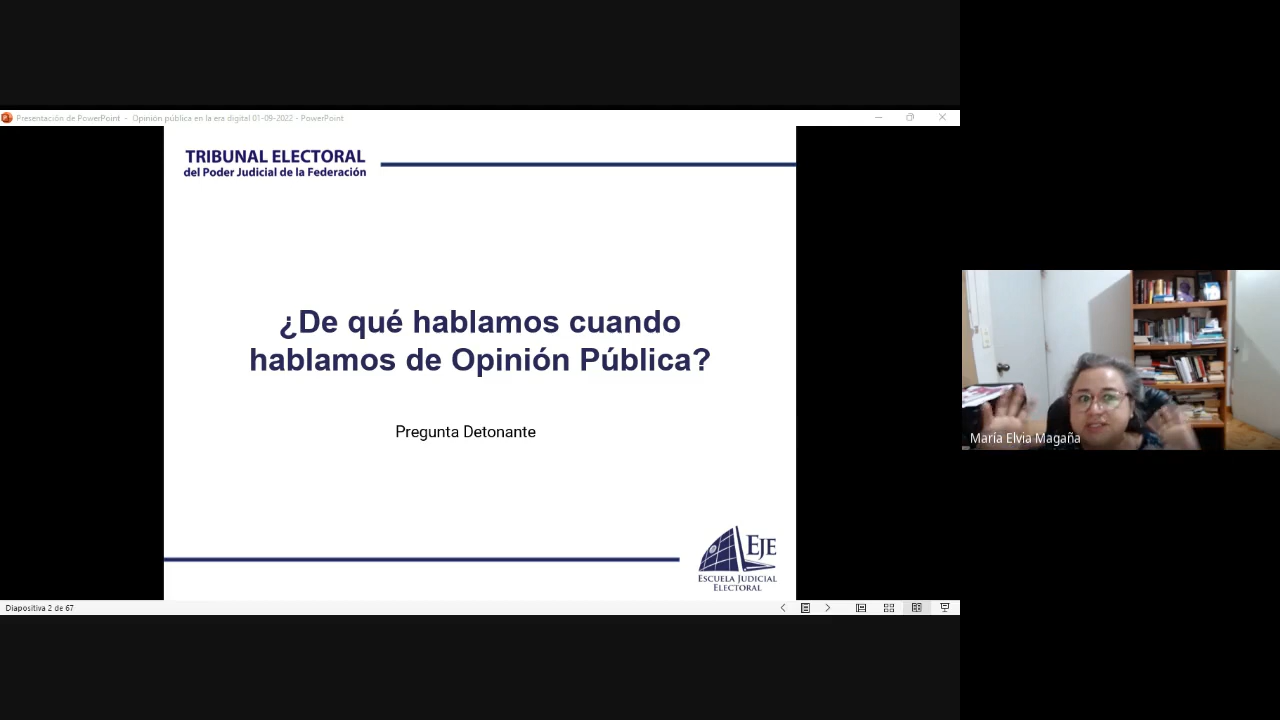 Presentación de PowerPoint - Opinión pública en la era digital 01-09-2022 - PowerPoint
TRIBUNAL ELECTORAL
del Poder Judicial de la Federación
¿De qué hablamos cuando
hablamos de Opinión Pública?
Pregunta Detonante
María Elvia Magaña
EJE
ESCUELA JUDICIAL
ELECTORAL
Diapositiva 2 de 67